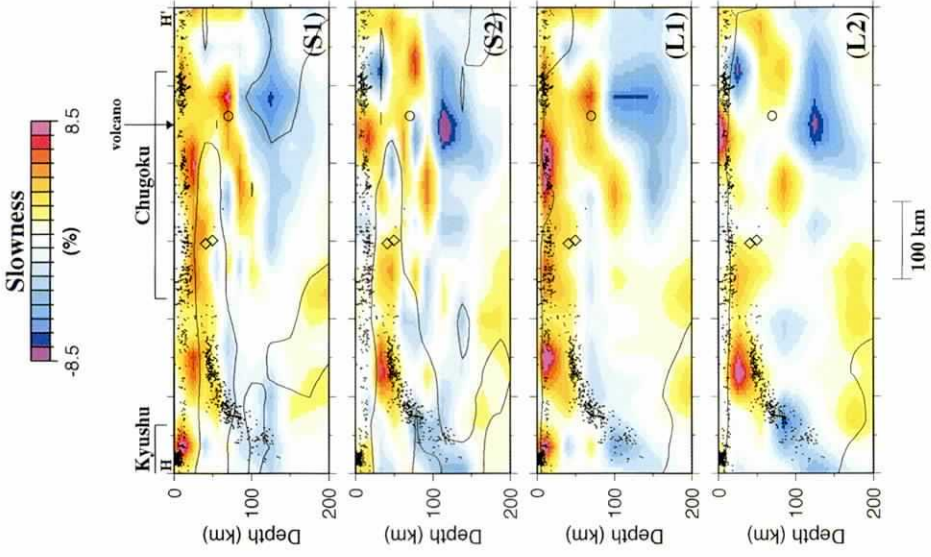 Slowness
-8.5
(%)
8.5
volcano
Kyushu
Chugoku
H
H'
Depth (km)
0
100
200
(S1)
Depth (km)
0
100
200
(S2)
Depth (km)
0
100
200
(L1)
Depth (km)
0
100
200
(L2)
100 km